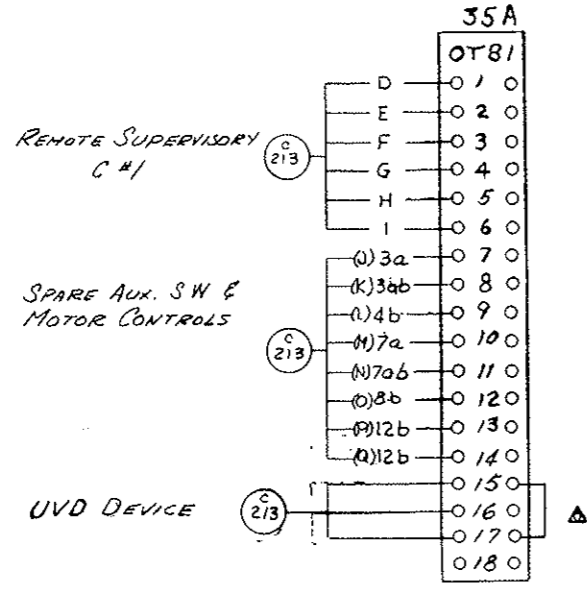 35A
OT81
D 1
E 2
REMOTE SUPERVISORY
C #1
C 213
F 3
G 4
H 5
I 6
(J) 3a 7
SPARE AUX. SW &
MOTOR CONTROLS
C 213
(K) 3ab 8
(L) 4b 9
(M) 7a 10
(N) 7ab 11
(O) 8b 12
(P) 12b 13
(Q) 12b 14
15
UVD DEVICE
C 213
16
17
18